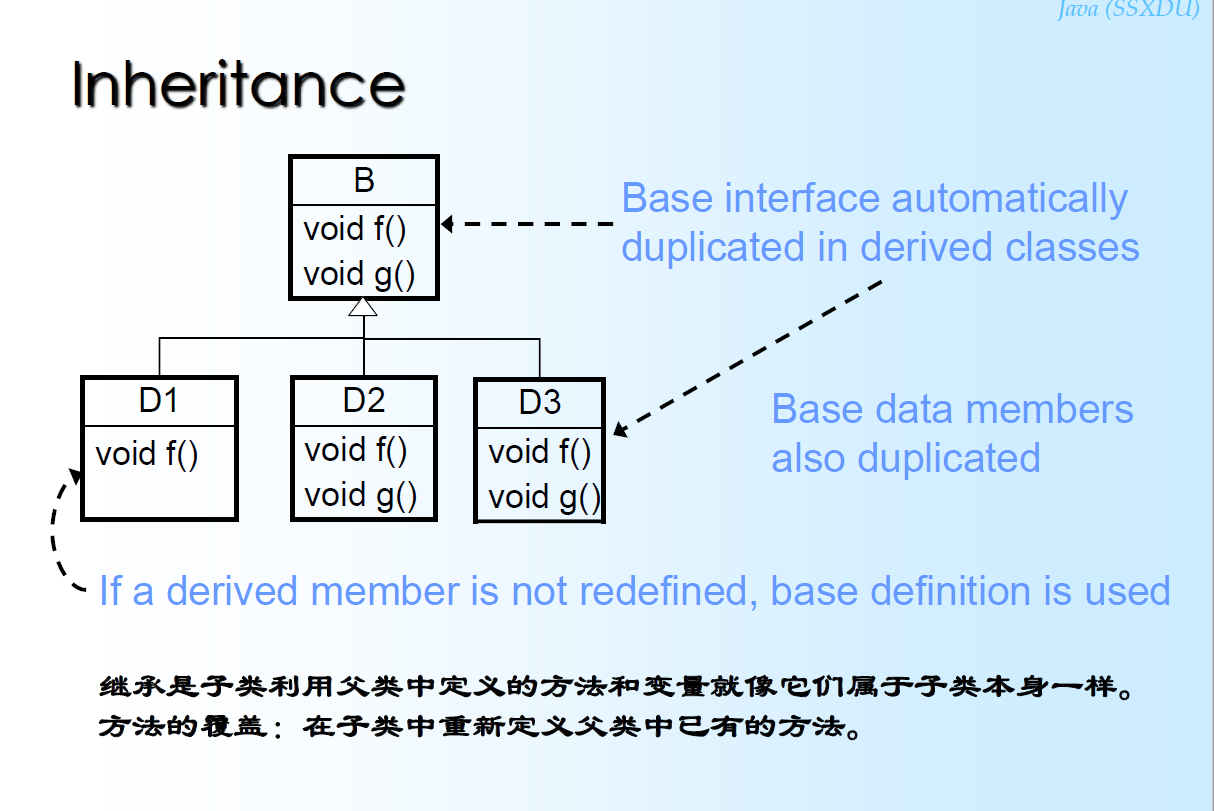 Java (SSXDU)
Inheritance
B
void f()
void g()
Base interface automatically
duplicated in derived classes
D1
void f()
D2
void f()
void g()
D3
void f()
void g()
Base data members
also duplicated
If a derived member is not redefined, base definition is used
继承是子类利用父类中定义的方法和变量就像它们属于子类本身一样。
方法的覆盖：在子类中重新定义父类中已有的方法。